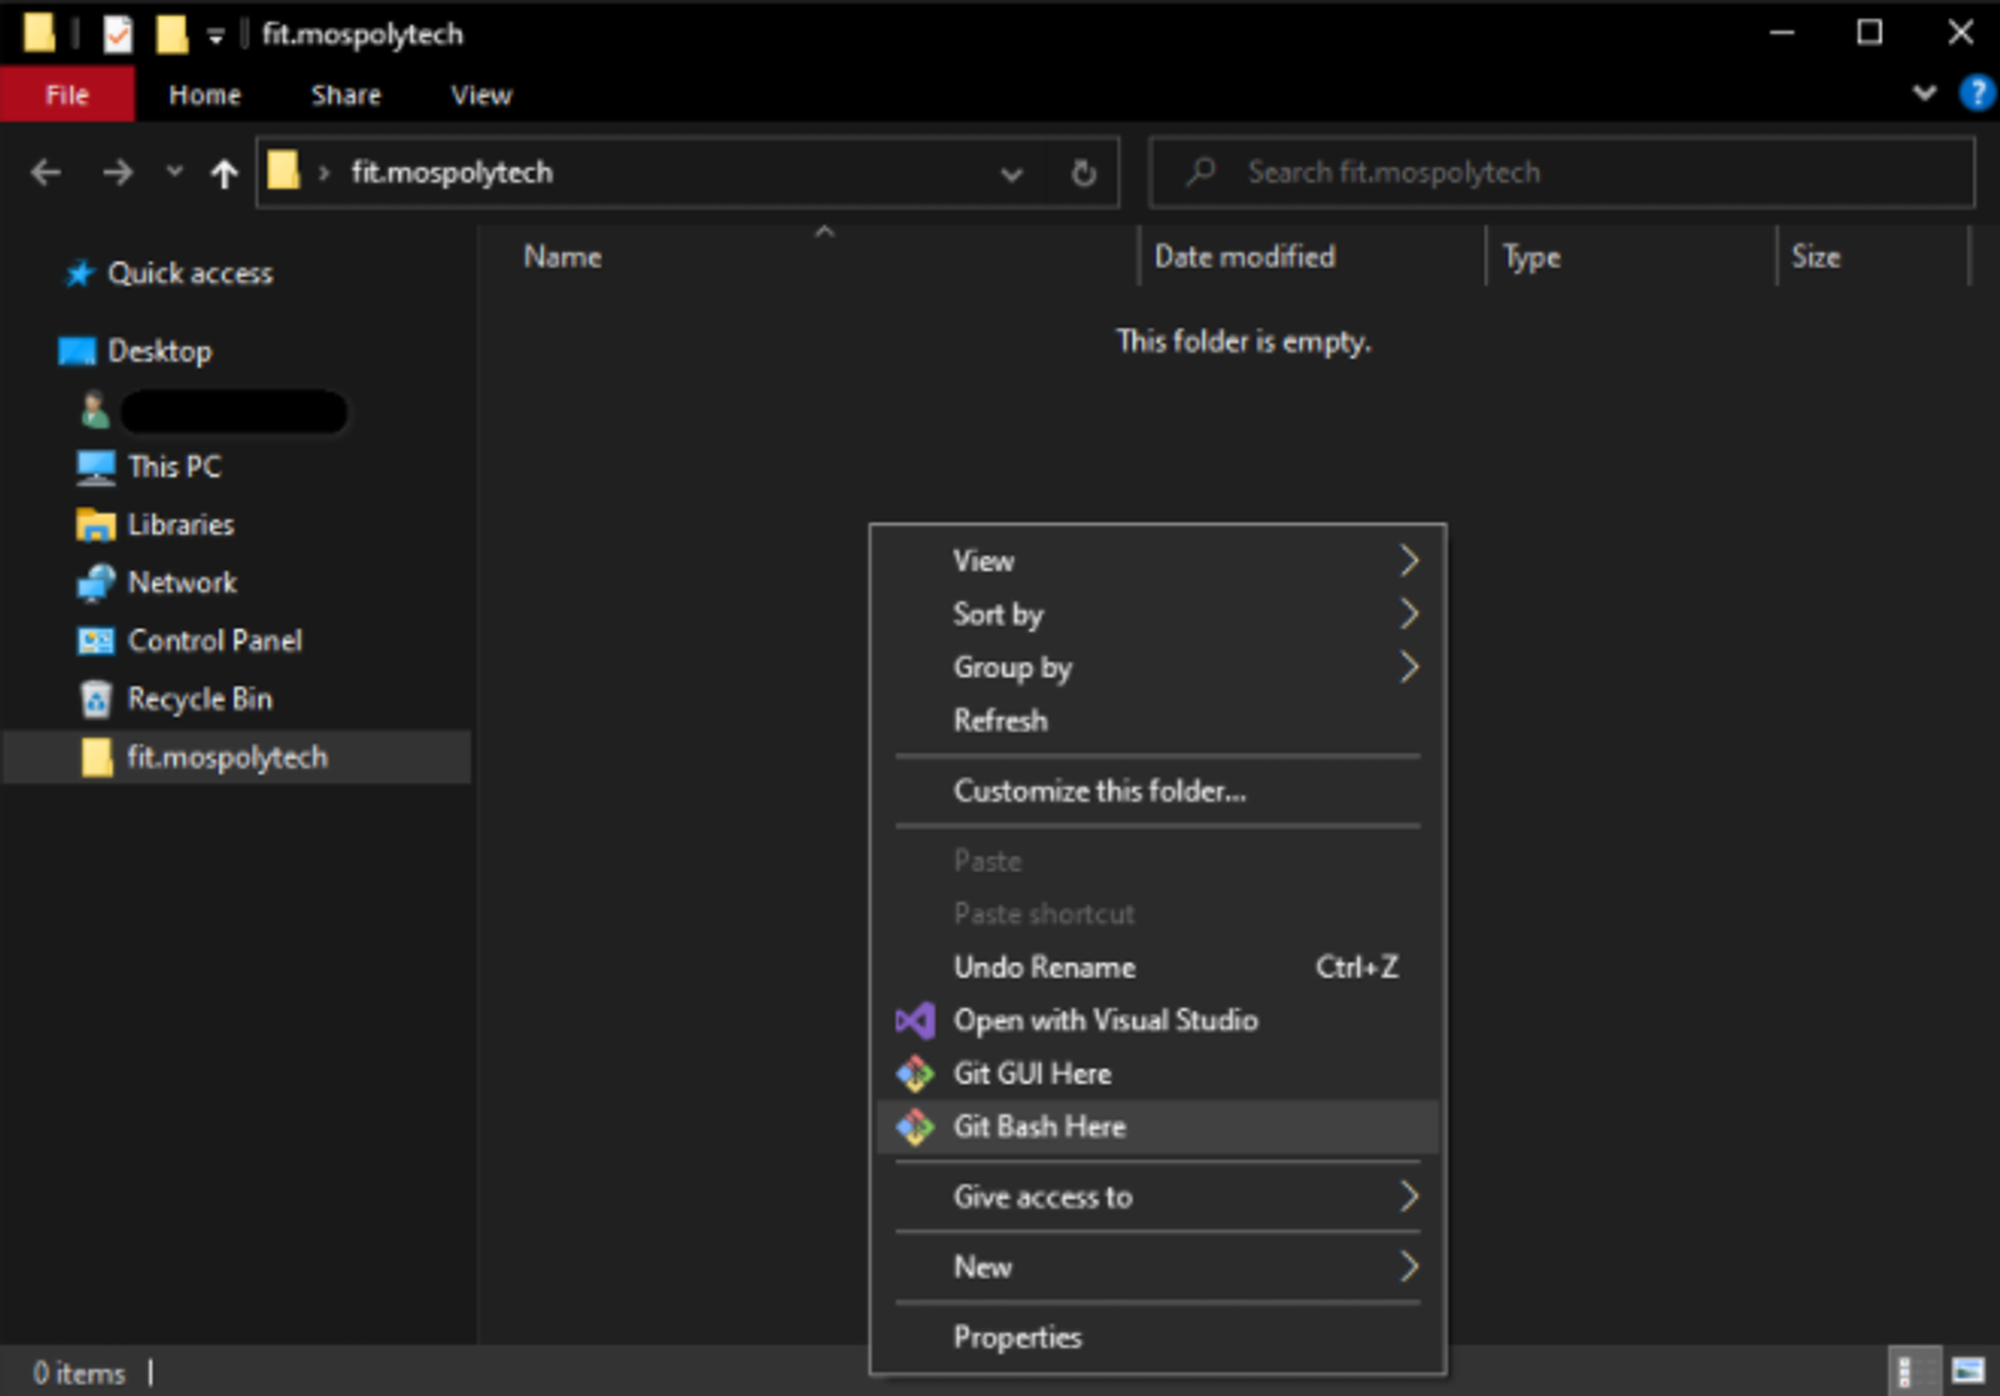 fit.mospolytech
File Home Share View
?
fit.mospolytech
Search fit.mospolytech
Name Date modified Type Size
This folder is empty.
Quick access
Desktop
This PC
Libraries
Network
Control Panel
Recycle Bin
fit.mospolytech
View
Sort by
Group by
Refresh
Customize this folder...
Paste
Paste shortcut
Undo Rename Ctrl+Z
Open with Visual Studio
Git GUI Here
Git Bash Here
Give access to
New
Properties
0 items